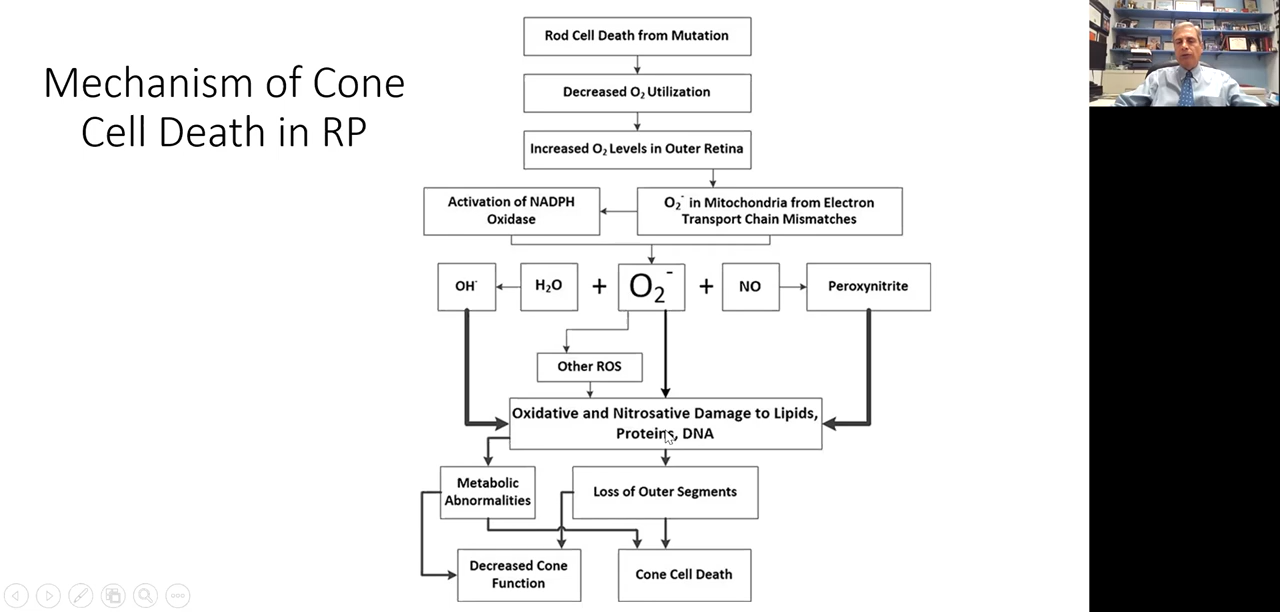 Mechanism of Cone
Cell Death in RP
Rod Cell Death from Mutation
Decreased O₂ Utilization
Increased O₂ Levels in Outer Retina
Activation of NADPH
Oxidase
O₂⁻ in Mitochondria from Electron
Transport Chain Mismatches
OH⁻
H₂O
+
O₂⁻
+
NO
Peroxynitrite
Other ROS
Oxidative and Nitrosative Damage to Lipids,
Proteins, DNA
Metabolic
Abnormalities
Loss of Outer Segments
Decreased Cone
Function
Cone Cell Death